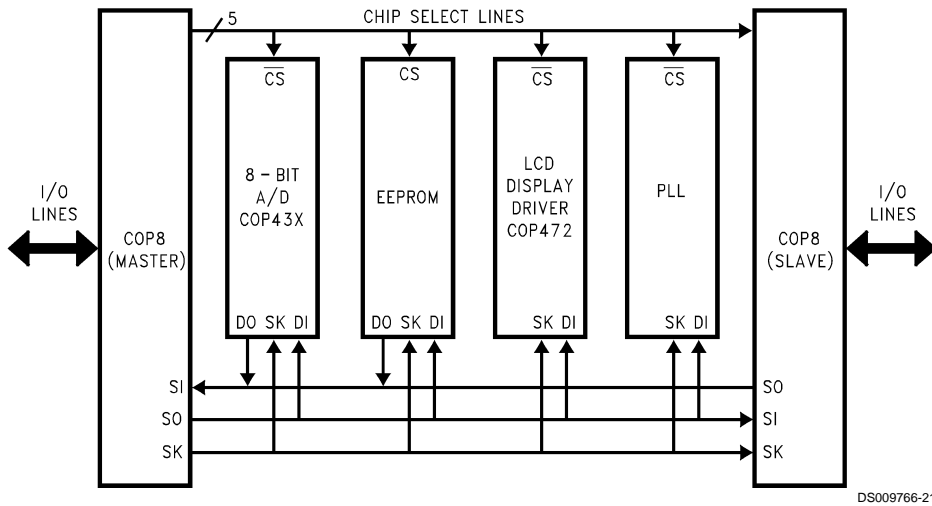 5
CHIP SELECT LINES
CS
CS
CS
CS
8 - BIT
A/D
COP43X
EEPROM
LCD
DISPLAY
DRIVER
COP472
PLL
I/O
LINES
I/O
LINES
COP8
(MASTER)
COP8
(SLAVE)
DO SK DI
DO SK DI
SK DI
SK DI
SI
SO
SK
SO
SI
SK
DS009766-21